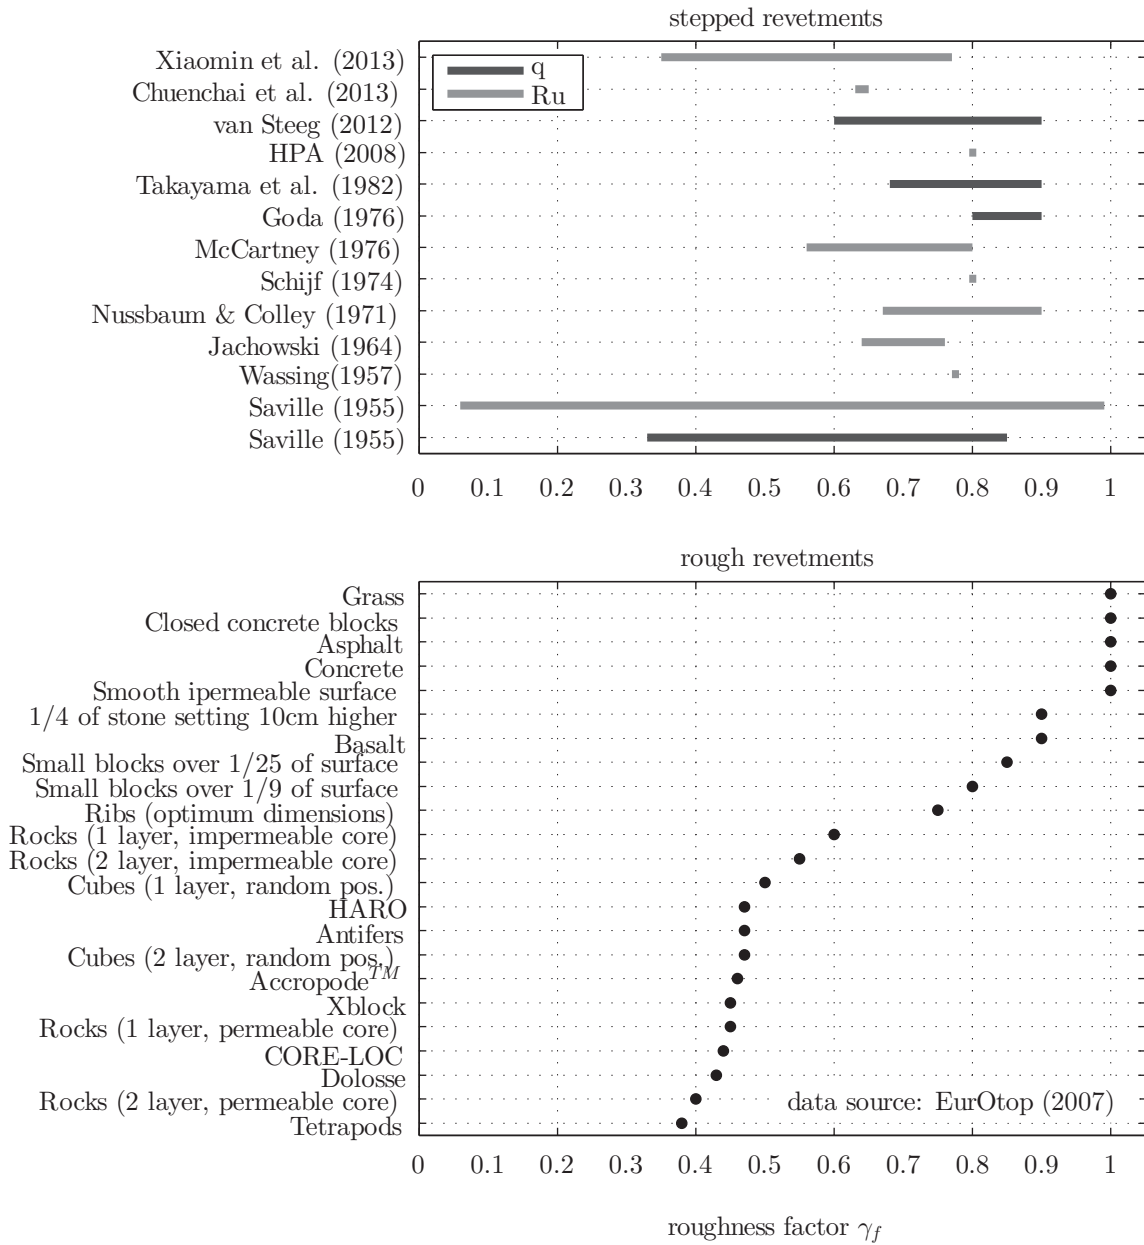 stepped revetments
q
Ru
Xiaomin et al. (2013)
Chuenchai et al. (2013)
van Steeg (2012)
HPA (2008)
Takayama et al. (1982)
Goda (1976)
McCartney (1976)
Schijf (1974)
Nussbaum & Colley (1971)
Jachowski (1964)
Wassing(1957)
Saville (1955)
Saville (1955)
0 0.1 0.2 0.3 0.4 0.5 0.6 0.7 0.8 0.9 1
rough revetments
Grass
Closed concrete blocks
Asphalt
Concrete
Smooth ipermeable surface
1/4 of stone setting 10cm higher
Basalt
Small blocks over 1/25 of surface
Small blocks over 1/9 of surface
Ribs (optimum dimensions)
Rocks (1 layer, impermeable core)
Rocks (2 layer, impermeable core)
Cubes (1 layer, random pos.)
HARO
Antifers
Cubes (2 layer, random pos.)
Accropode™
Xblock
Rocks (1 layer, permeable core)
CORE-LOC
Dolosse
Rocks (2 layer, permeable core)
Tetrapods
data source: EurOtop (2007)
0 0.1 0.2 0.3 0.4 0.5 0.6 0.7 0.8 0.9 1
roughness factor γf